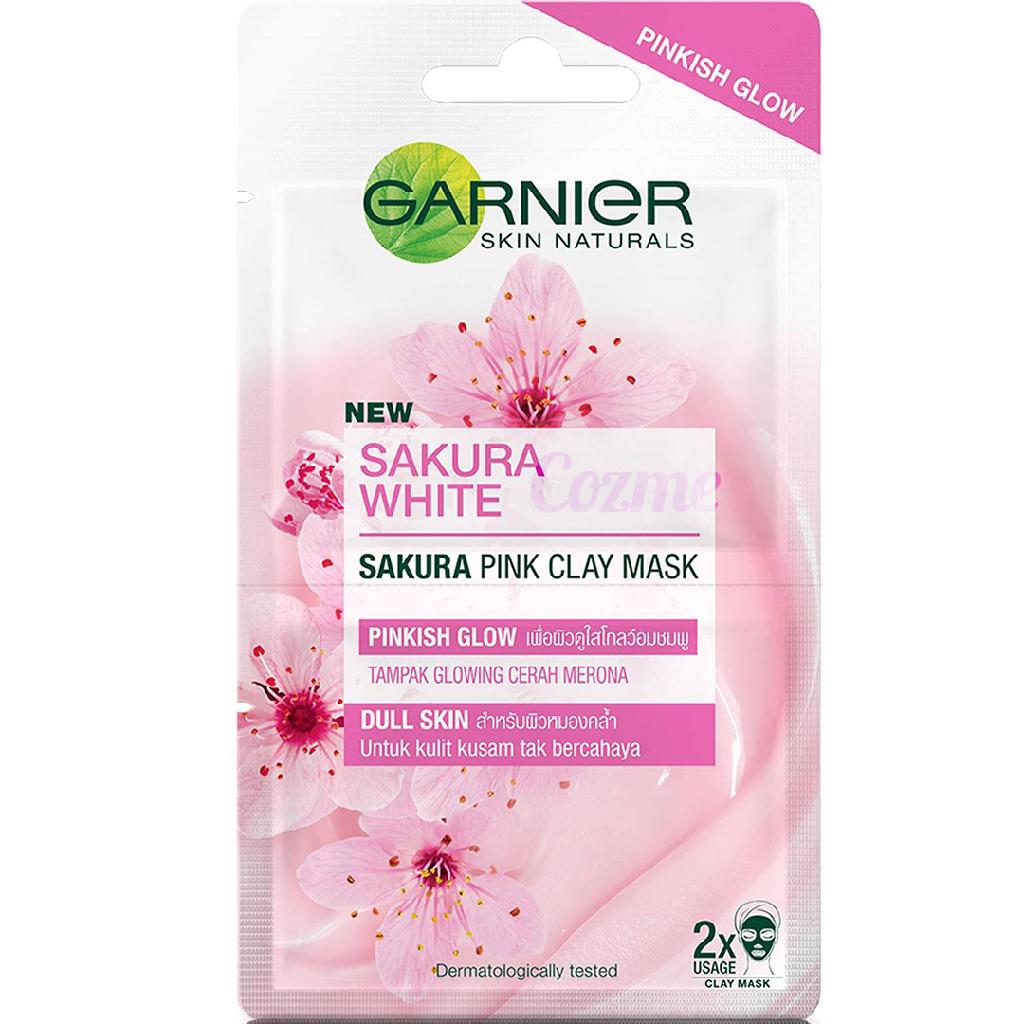 PINKISH GLOW
GARNIER
SKIN NATURALS
NEW
SAKURA
WHITE
Cozme
SAKURA PINK CLAY MASK
PINKISH GLOW เพื่อผิวดูใสโกลว์อมชมพู
TAMPAK GLOWING CERAH MERONA
DULL SKIN สำหรับผิวหมองคล้ำ
Untuk kulit kusam tak bercahaya
2x
USAGE
CLAY MASK
Dermatologically tested